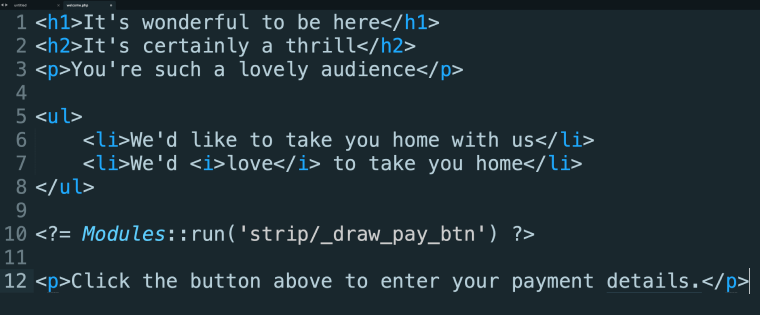 untitled
welcome.php
1 <h1>It's wonderful to be here</h1>
2 <h2>It's certainly a thrill</h2>
3 <p>You're such a lovely audience</p>
4
5 <ul>
6     <li>We'd like to take you home with us</li>
7     <li>We'd <i>love</i> to take you home</li>
8 </ul>
9
10 <?= Modules::run('strip/_draw_pay_btn') ?>
11
12 <p>Click the button above to enter your payment details.</p>